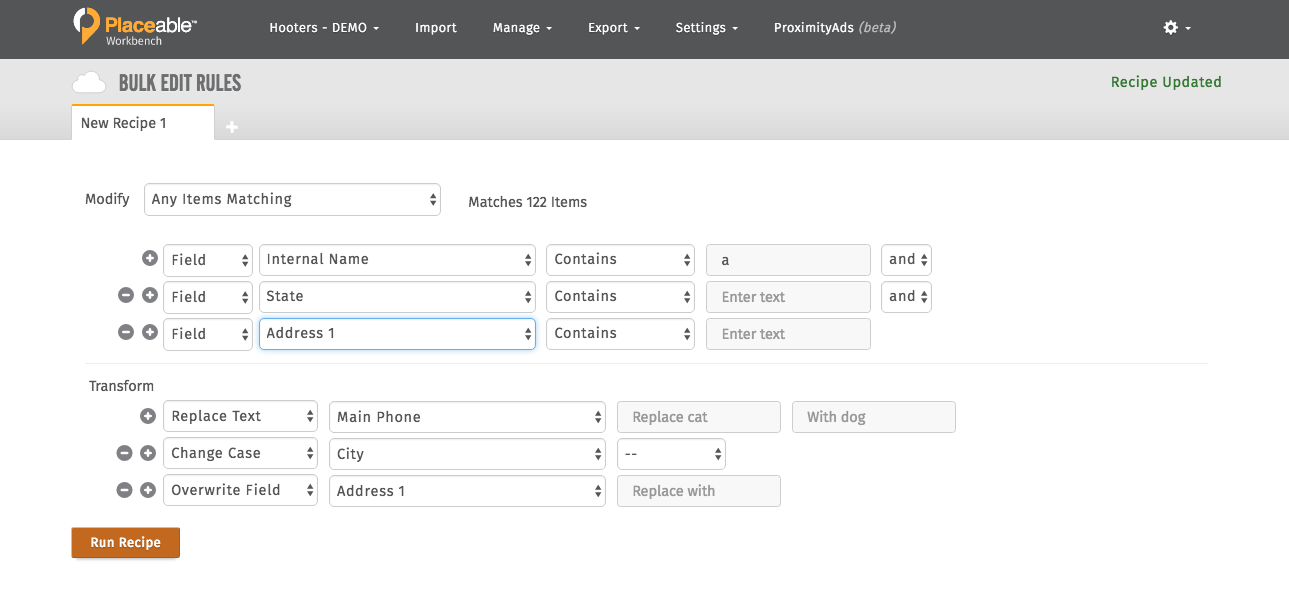 Placeable™ Hooters - DEMO Import Manage Export Settings ProximityAds (beta)
Workbench
BULK EDIT RULES Recipe Updated
New Recipe 1
Modify Any Items Matching Matches 122 Items
Field Internal Name Contains a and
Field State Contains Enter text and
Field Address 1 Contains Enter text
Transform
Replace Text Main Phone Replace cat With dog
Change Case City --
Overwrite Field Address 1 Replace with
Run Recipe